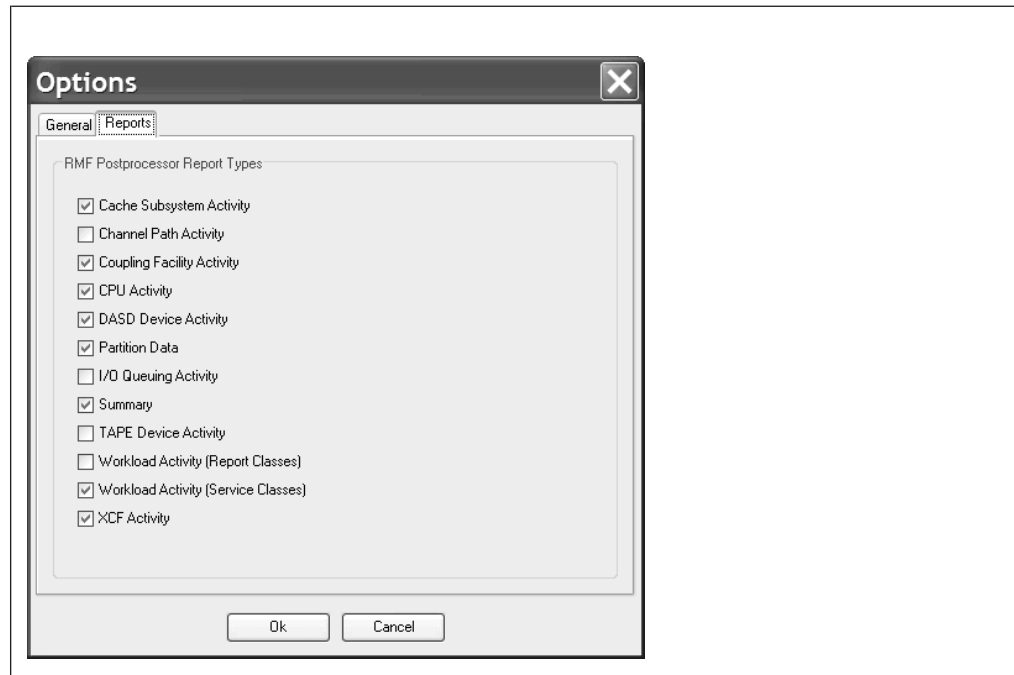 Options
General Reports
RMF Postprocessor Report Types
Cache Subsystem Activity
Channel Path Activity
Coupling Facility Activity
CPU Activity
DASD Device Activity
Partition Data
I/O Queuing Activity
Summary
TAPE Device Activity
Workload Activity (Report Classes)
Workload Activity (Service Classes)
XCF Activity
Ok Cancel